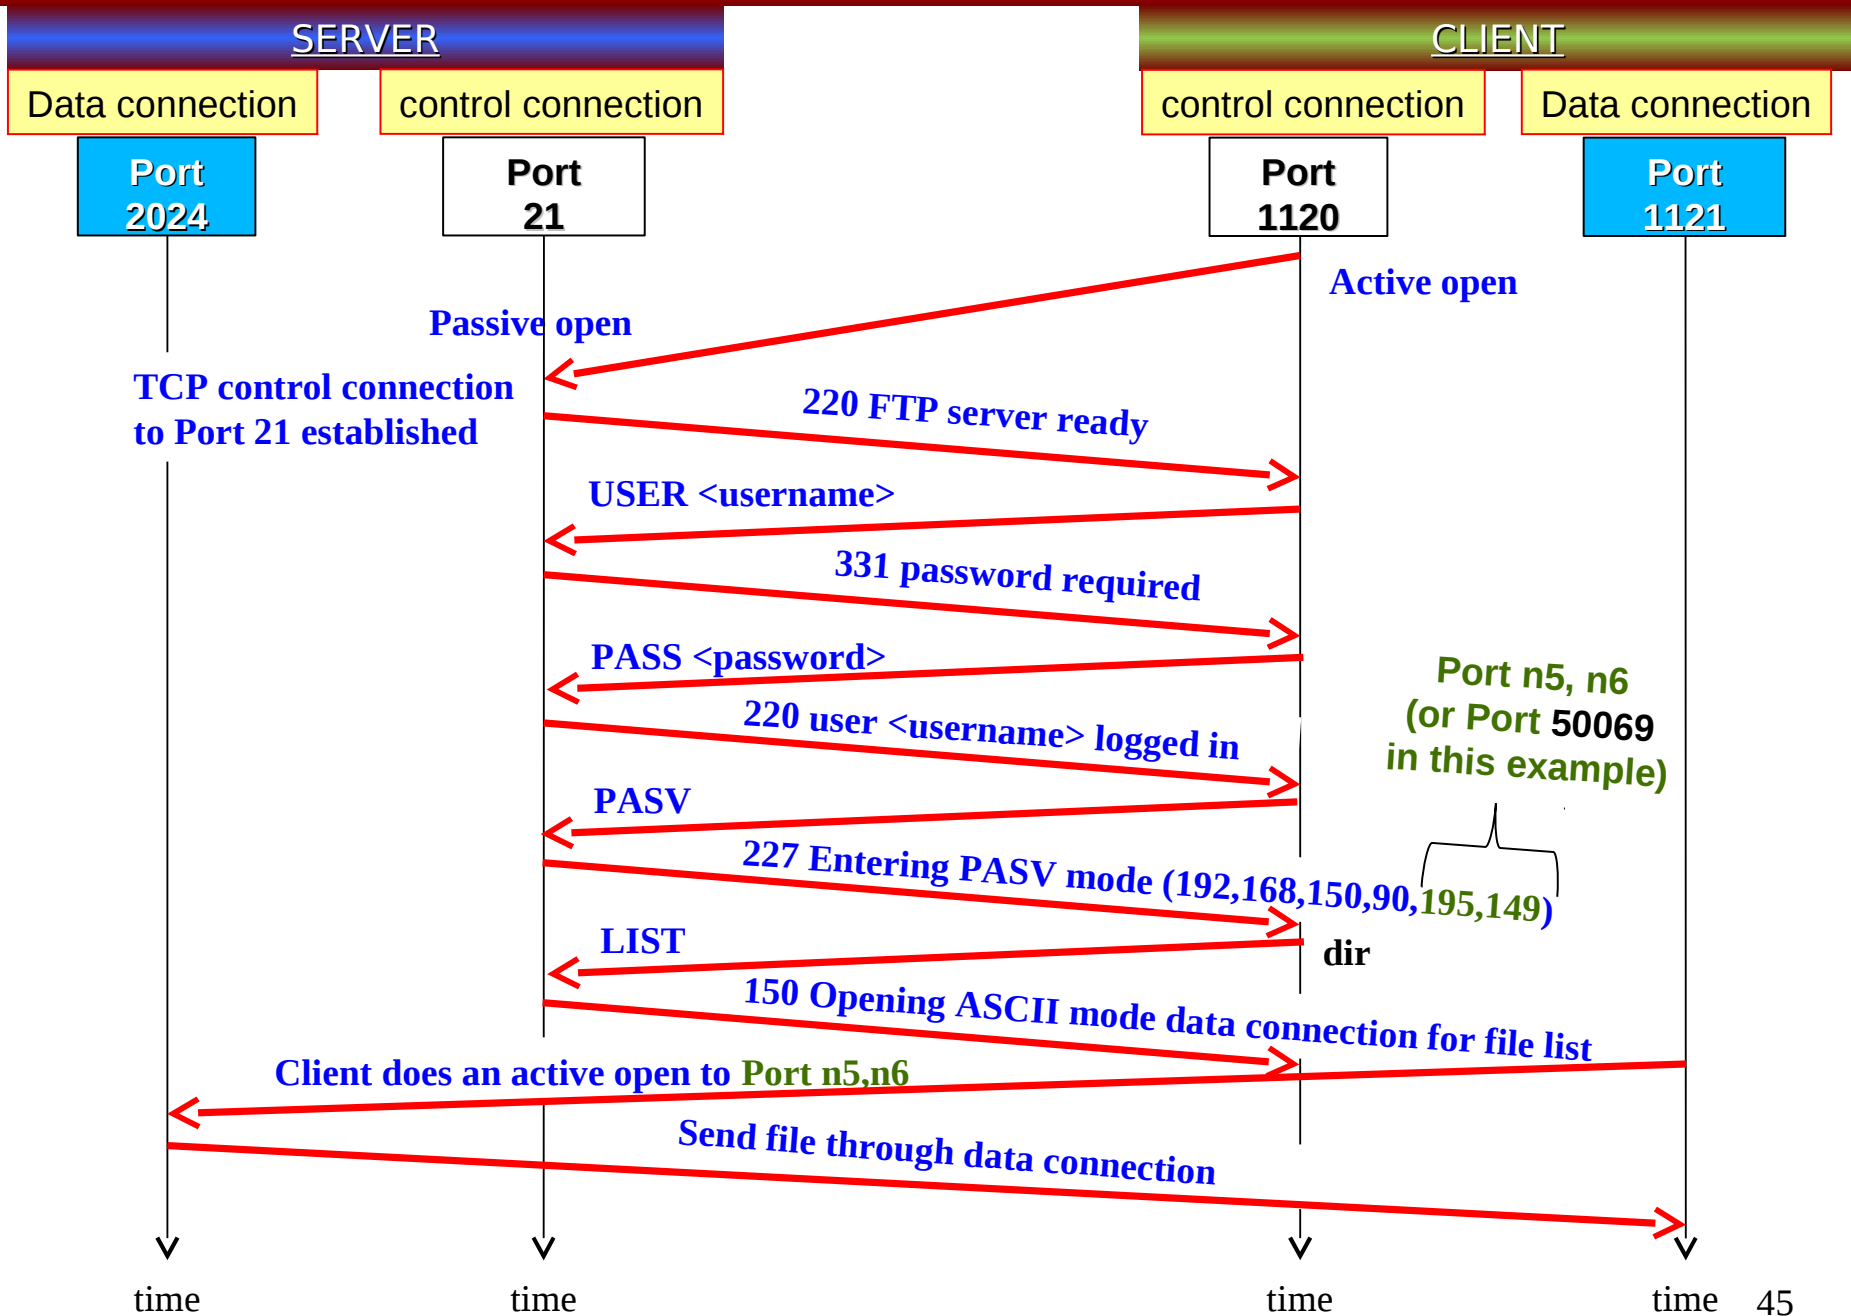 SERVER
CLIENT
Data connection
control connection
control connection
Data connection
Port
2024
Port
21
Port
1120
Port
1121
Active open
Passive open
TCP control connection
to Port 21 established
220 FTP server ready
USER <username>
331 password required
PASS <password>
Port n5, n6
(or Port 50069
in this example)
220 user <username> logged in
PASV
227 Entering PASV mode (192,168,150,90,195,149)
LIST
dir
150 Opening ASCII mode data connection for file list
Client does an active open to Port n5,n6
Send file through data connection
time
time
time
time
45